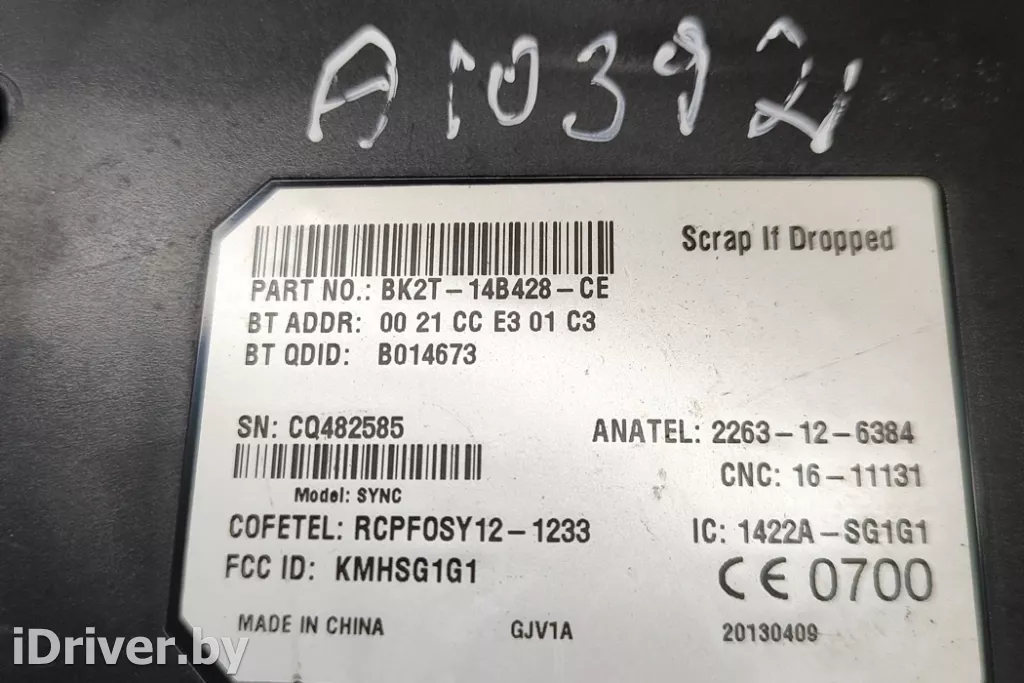 A10392i
Scrap If Dropped
PART NO.: BK2T-14B428-CE
BT ADDR: 00 21 CC E3 01 C3
BT QDID: B014673
SN: CQ482585
ANATEL: 2263-12-6384
CNC: 16-11131
Model: SYNC
COFETEL: RCPFOSY12-1233
IC: 1422A-SG1G1
FCC ID: KMHSG1G1
CE 0700
MADE IN CHINA
GJV1A
20130409
iDriver.by